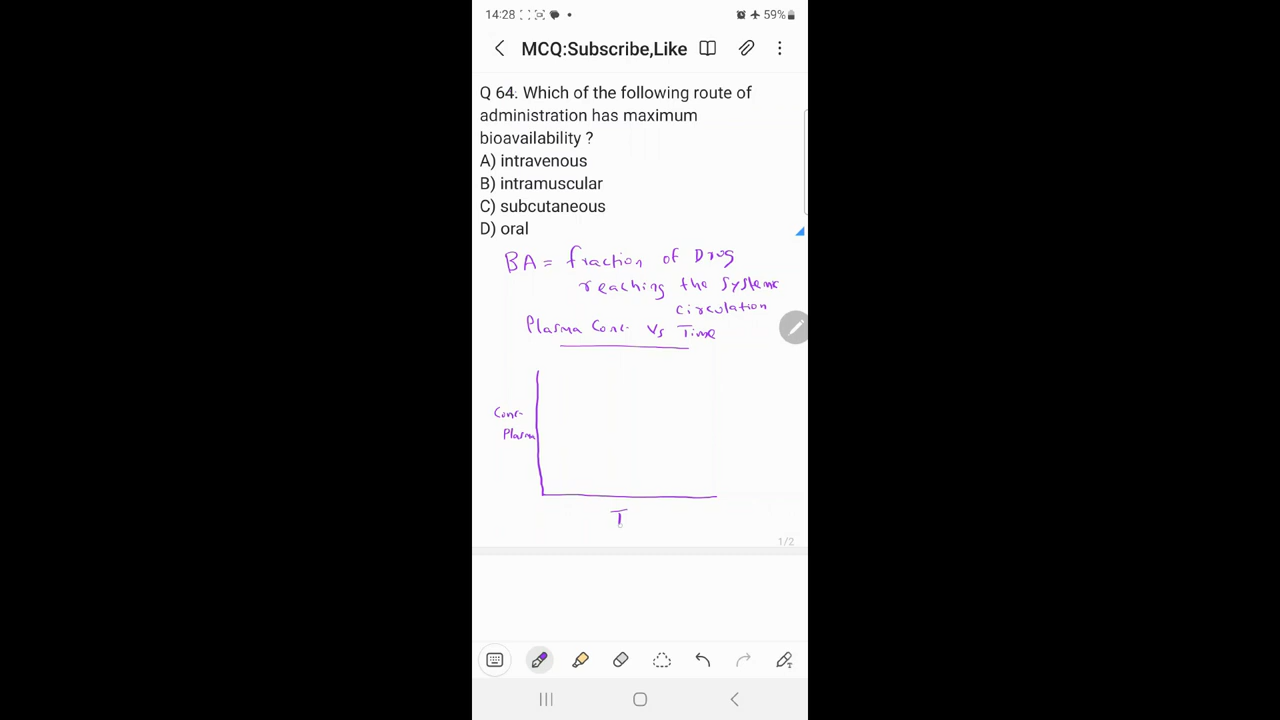 14:28
59%
MCQ:Subscribe,Like
Q 64. Which of the following route of
administration has maximum
bioavailability ?
A) intravenous
B) intramuscular
C) subcutaneous
D) oral
BA = fraction of Drug
reaching the Systemic
circulation
Plasma Conc. Vs Time
Conc-
Plasma
T
1/2